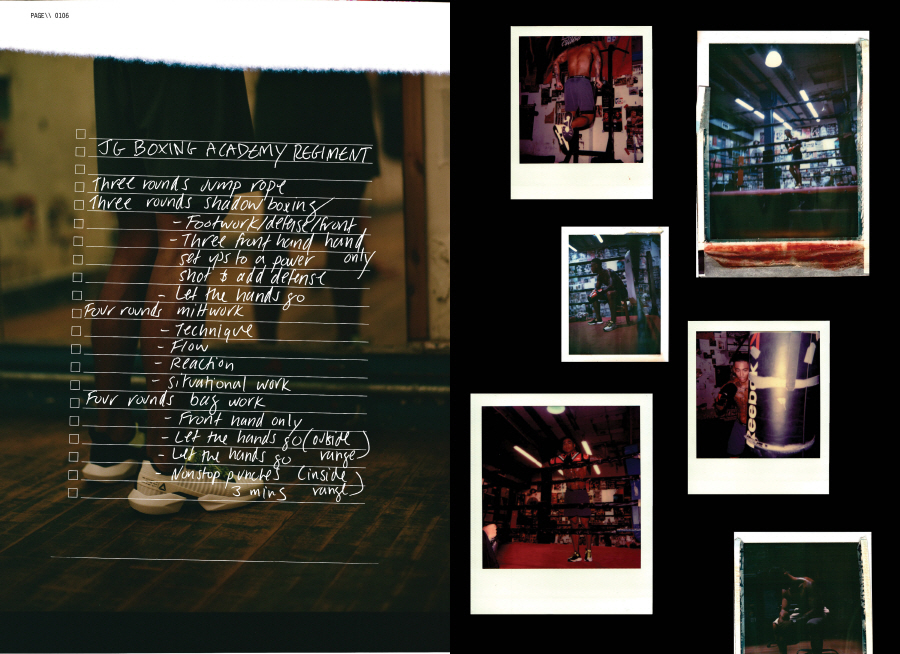 PAGE\\ 0106
JG BOXING ACADEMY REGIMENT
Three rounds Jump rope
Three rounds shadow boxing
- Footwork/defense/front
- Three front hand hand
set ups to a power only
shot & add defense
- Let the hands go
Four rounds mittwork
- Technique
- Flow
- Reaction
- situational work
Four rounds bag work
- Front hand only
- Let the hands go (outside
- Let the hands go range)
- Nonstop punches (inside
3 mins range)
Reebok